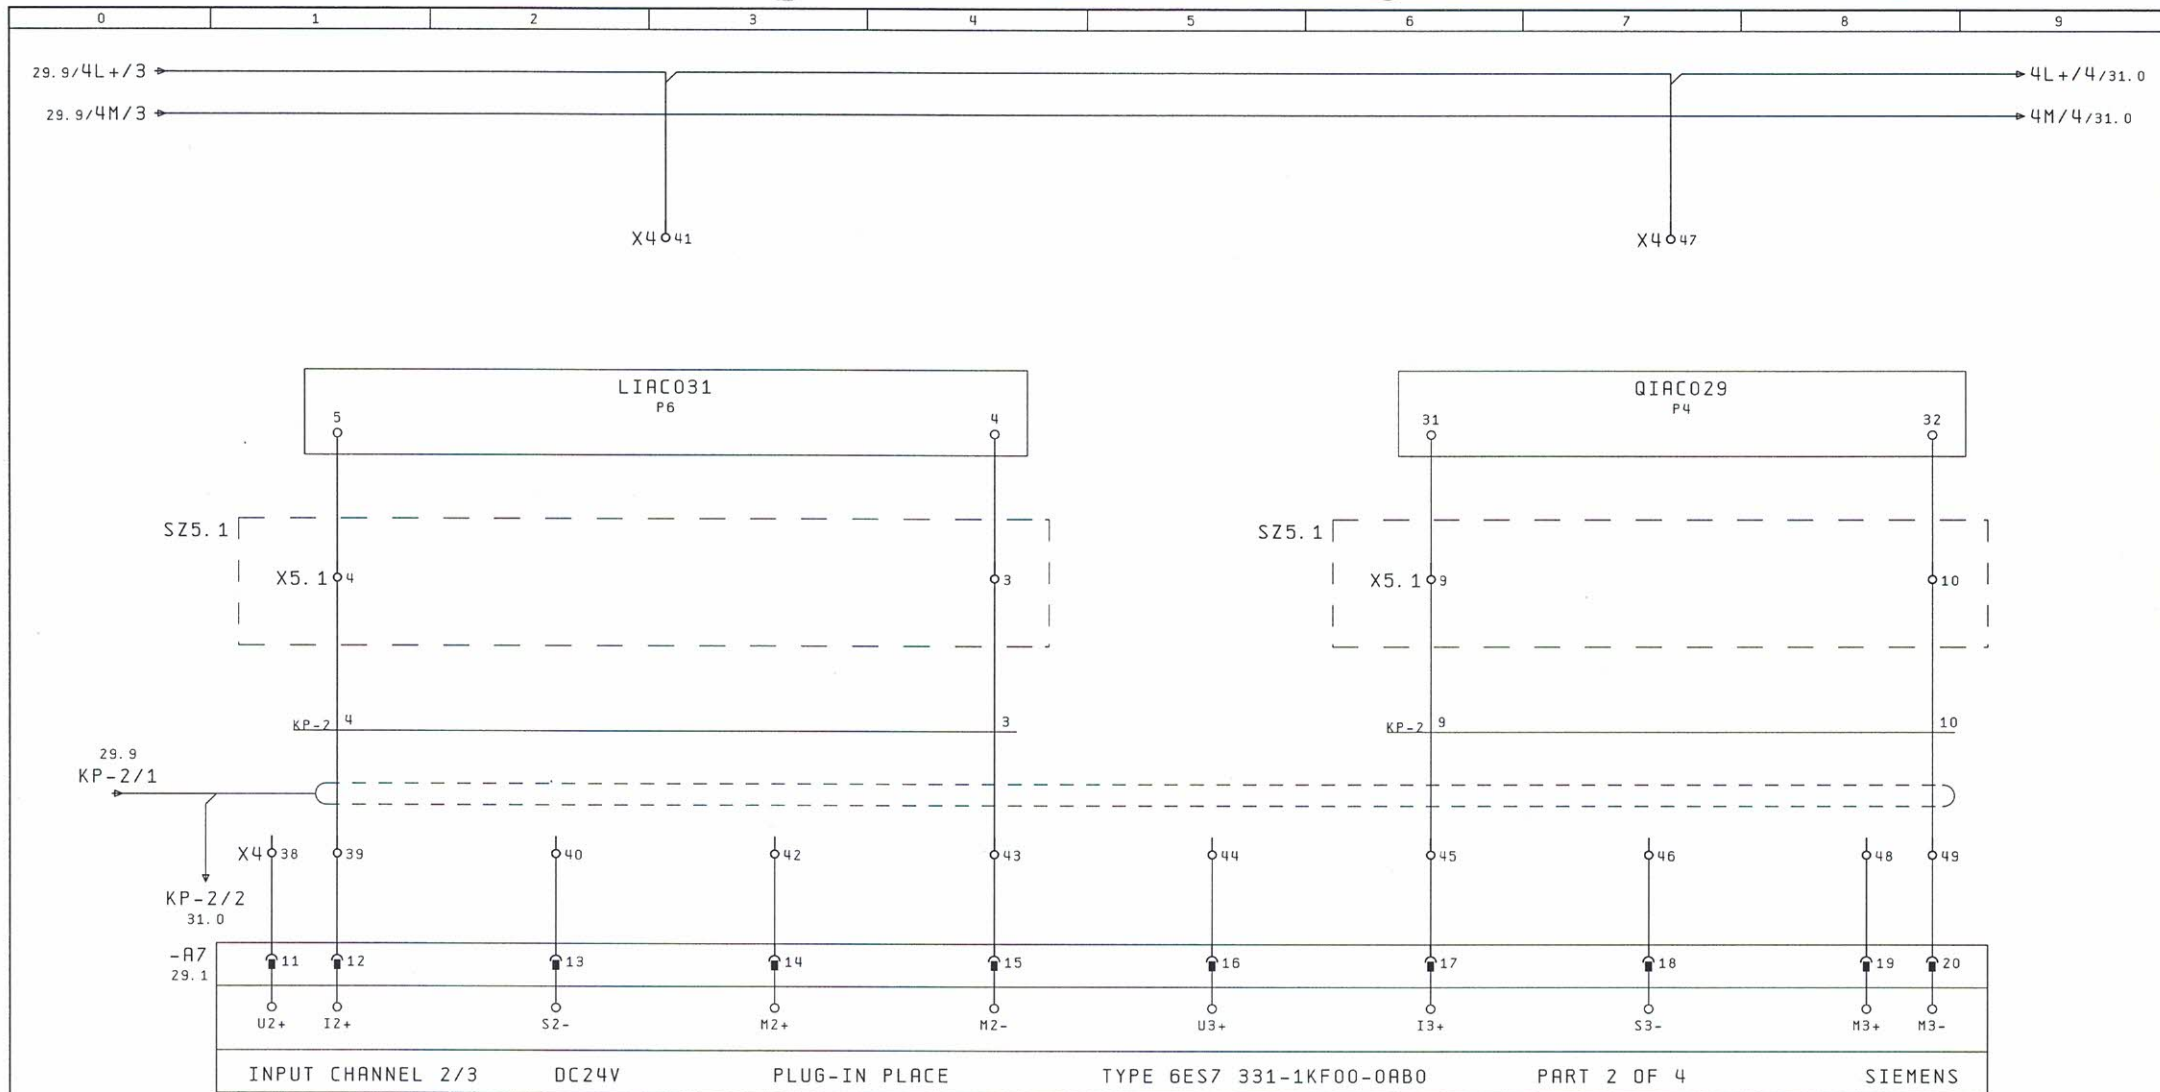 0 1 2 3 4 5 6 7 8 9
29.9/4L+/3 4L+/4/31.0
29.9/4M/3 4M/4/31.0
X4 41 X4 47
LIAC031 QIAC029
P6 P4
5 4 31 32
SZ5.1 SZ5.1
X5.1 4 3 X5.1 9 10
KP-2 4 3 KP-2 9 10
29.9
KP-2/1
X4 38 39 40 42 43 44 45 46 48 49
KP-2/2
31.0
-A7
29.1
11 12 13 14 15 16 17 18 19 20
U2+ I2+ S2- M2+ M2- U3+ I3+ S3- M3+ M3-
INPUT CHANNEL 2/3 DC24V PLUG-IN PLACE TYPE 6ES7 331-1KF00-0AB0 PART 2 OF 4 SIEMENS